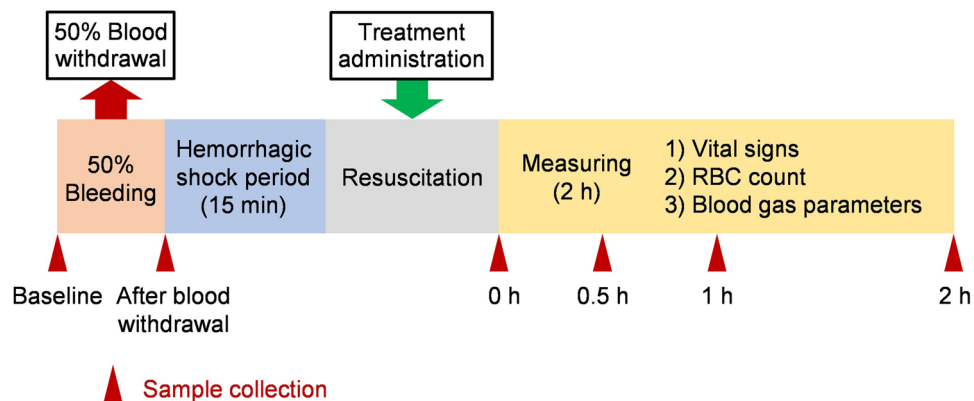 50% Blood
withdrawal
Treatment
administration
50%
Bleeding
Hemorrhagic
shock period
(15 min)
Resuscitation
Measuring
(2 h)
1) Vital signs
2) RBC count
3) Blood gas parameters
Baseline
After blood
withdrawal
0 h
0.5 h
1 h
2 h
Sample collection